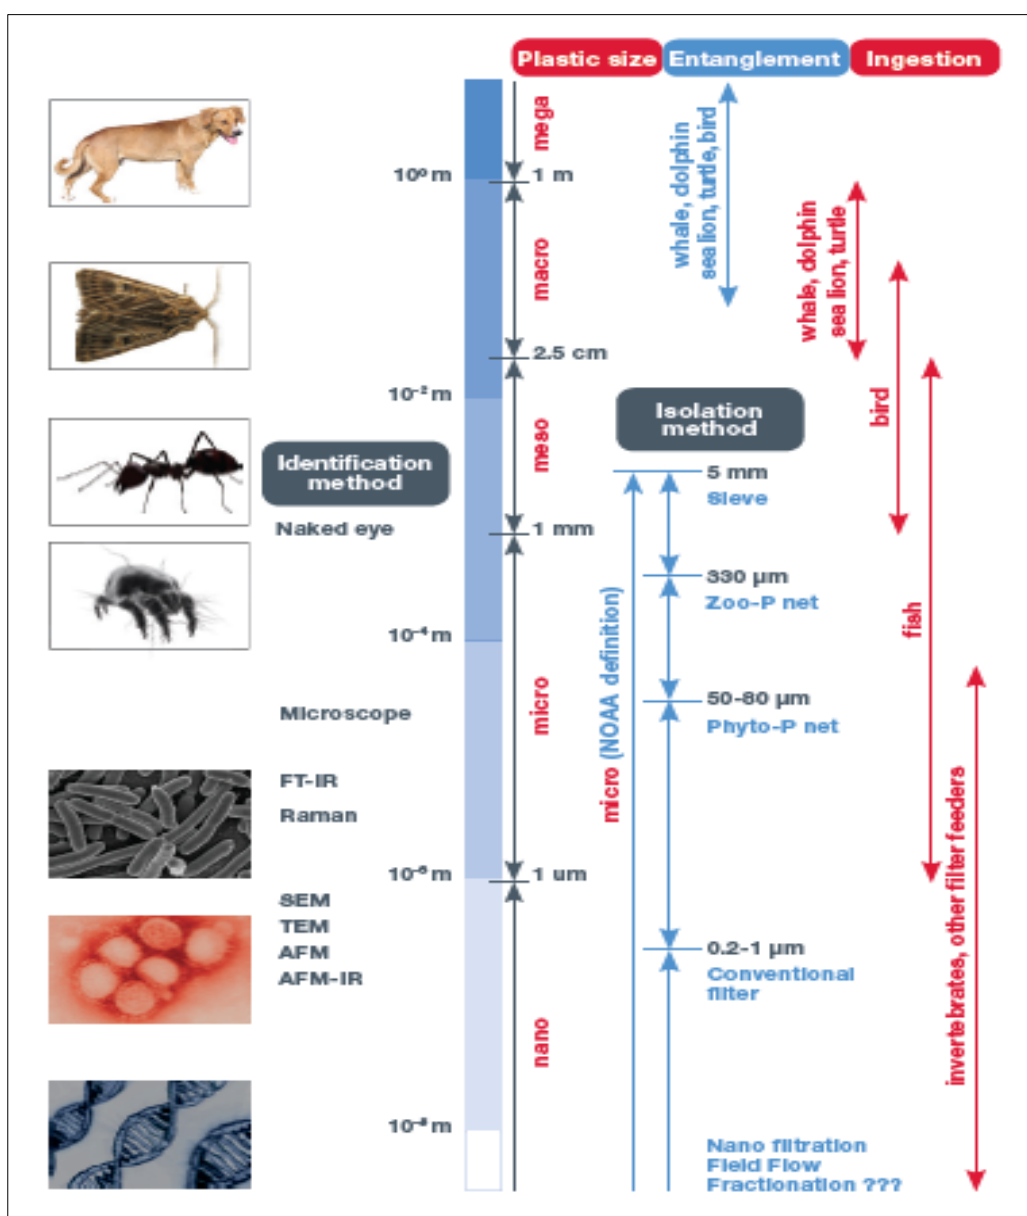 Plastic size
Entanglement
Ingestion
mega
whale, dolphin
sea lion, turtle, bird
10⁰ m
1 m
whale, dolphin
sea lion, turtle
macro
2.5 cm
10⁻² m
bird
Isolation
method
meso
Identification
method
5 mm
Sieve
Naked eye
1 mm
330 µm
Zoo-P net
fish
10⁻⁴ m
micro (NOAA definition)
micro
50-80 µm
Phyto-P net
Microscope
FT-IR
Raman
invertebrates, other filter feeders
10⁻⁶ m
1 um
SEM
TEM
AFM
AFM-IR
0.2-1 µm
Conventional
filter
nano
10⁻⁸ m
Nano filtration
Field Flow
Fractionation ???